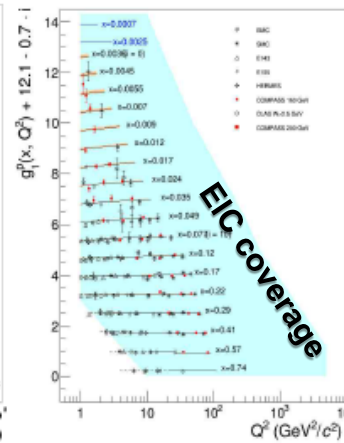 g₁ᵖ(x, Q²) + 12.1 - 0.7 · i
14
12
10
8
6
4
2
0
x=0.0007
x=0.0025
x=0.0036(i = 0)
x=0.0045
x=0.0055
x=0.007
x=0.009
x=0.012
x=0.017
x=0.024
x=0.035
x=0.049
x=0.12
x=0.17
x=0.22
x=0.29
x=0.41
x=0.57
x=0.74
EMC
SMC
E143
E155
HERMES
COMPASS 160 GeV
COMPASS 200 GeV
EIC coverage
1
10
10²
10³
Q² (GeV²/c²)